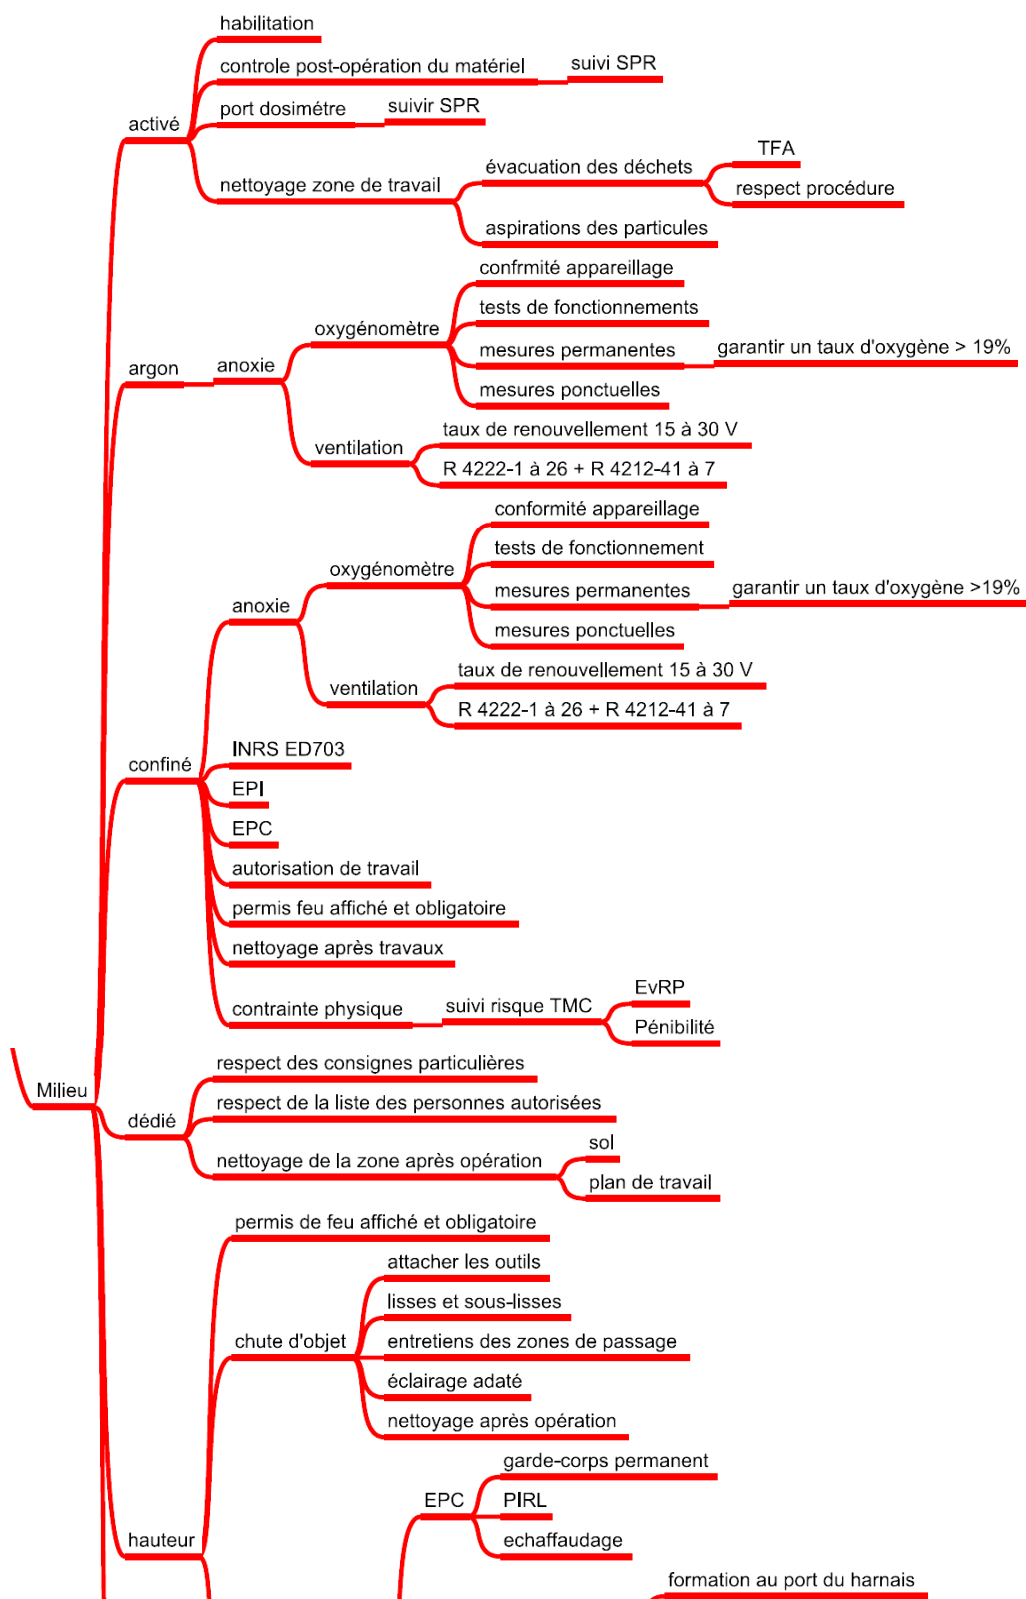 habilitation
controle post-opération du matériel
suivi SPR
port dosimétre
suivir SPR
activé
TFA
évacuation des déchets
respect procédure
nettoyage zone de travail
aspirations des particules
confrmité appareillage
tests de fonctionnements
oxygénomètre
mesures permanentes
garantir un taux d'oxygène > 19%
argon
anoxie
mesures ponctuelles
taux de renouvellement 15 à 30 V
ventilation
R 4222-1 à 26 + R 4212-41 à 7
conformité appareillage
tests de fonctionnement
oxygénomètre
mesures permanentes
garantir un taux d'oxygène >19%
anoxie
mesures ponctuelles
taux de renouvellement 15 à 30 V
ventilation
R 4222-1 à 26 + R 4212-41 à 7
INRS ED703
confiné
EPI
EPC
autorisation de travail
permis feu affiché et obligatoire
nettoyage après travaux
EvRP
contrainte physique
suivi risque TMC
Pénibilité
respect des consignes particulières
Milieu
respect de la liste des personnes autorisées
dédié
sol
nettoyage de la zone après opération
plan de travail
permis de feu affiché et obligatoire
attacher les outils
lisses et sous-lisses
chute d'objet
entretiens des zones de passage
éclairage adaté
nettoyage après opération
garde-corps permanent
EPC
PIRL
echaffaudage
hauteur
formation au port du harnais